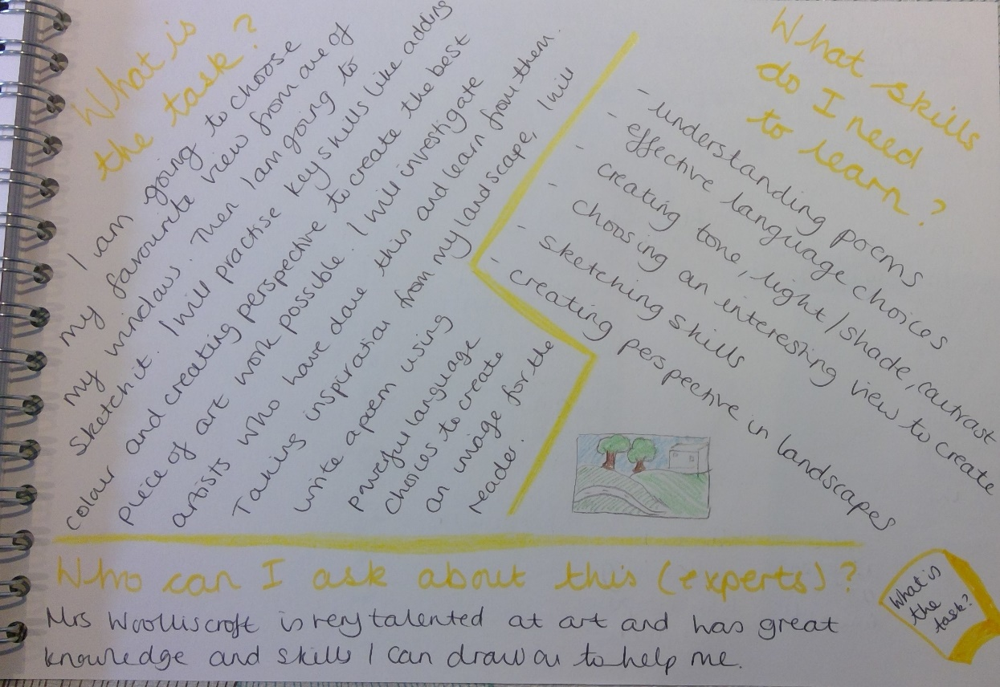 What is
the task?
I am going to choose
my favourite view from one of
my windows. Then I am going to
sketch it. I will practise key skills like adding
colour and creating perspective to create the best
piece of art work possible. I will investigate
artists who have done this and learn from them.
Taking inspiration from my landscape, I will
write a poem using
powerful language
choices to create
an image for the
reader.
What skills
do I need
to learn?
- understanding poems
- effective language choices
- creating tone, light/shade, contrast
- choosing an interesting view to create
- sketching skills
- creating perspective in landscapes
Who can I ask about this (experts)?
Mrs Woolliscroft is very talented at art and has great
knowledge and skills I can draw on to help me.
What is
the
task?